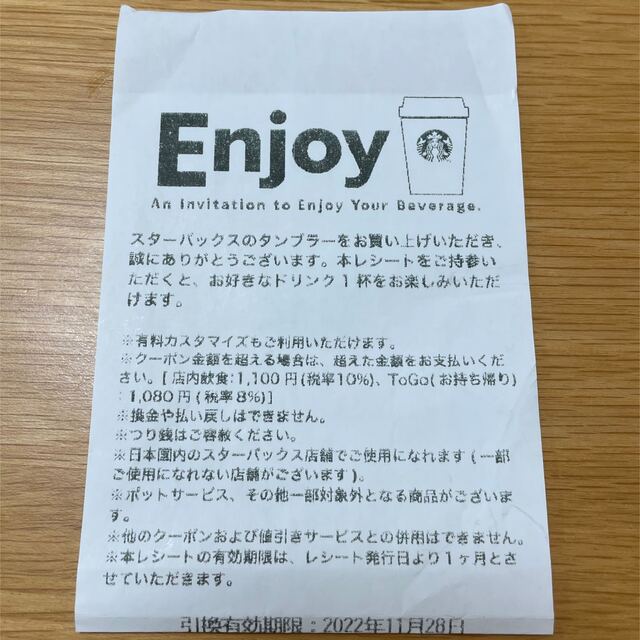 Enjoy
An Invitation to Enjoy Your Beverage.
スターバックスのタンブラーをお買い上げいただき、
誠にありがとうございます。本レシートをご持参い
ただくと、お好きなドリンク1杯をお楽しみいただ
けます。
※有料カスタマイズもご利用いただけます。
※クーポン金額を超える場合は、超えた金額をお支払いくだ
さい。[店内飲食:1,100円(税率10%)、ToGo(お持ち帰り)
:1,080円(税率8%)]
※換金や払い戻しはできません。
※つり銭はご容赦ください。
※日本国内のスターバックス店舗でご使用になれます(一部
ご使用になれない店舗がございます)。
※ポットサービス、その他一部対象外となる商品がございま
す。
※他のクーポンおよび値引きサービスとの併用はできません。
※本レシートの有効期限は、レシート発行日より1ヶ月とさ
せていただきます。
引換有効期限:2022年11月28日